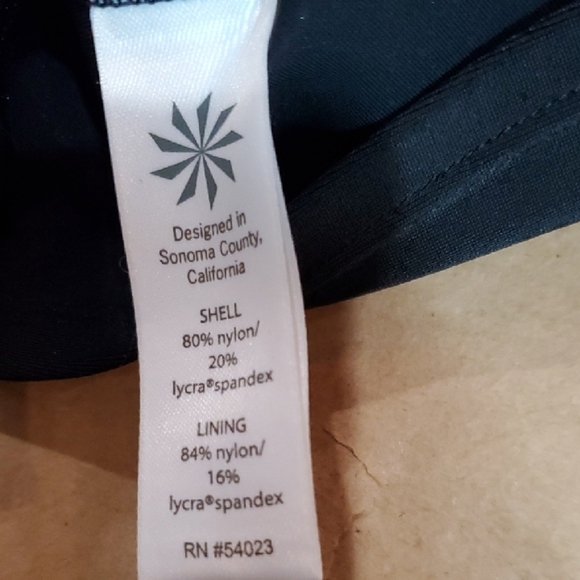 Designed in
Sonoma County,
California
SHELL
80% nylon/
20%
lycra®spandex
LINING
84% nylon/
16%
lycra®spandex
RN #54023